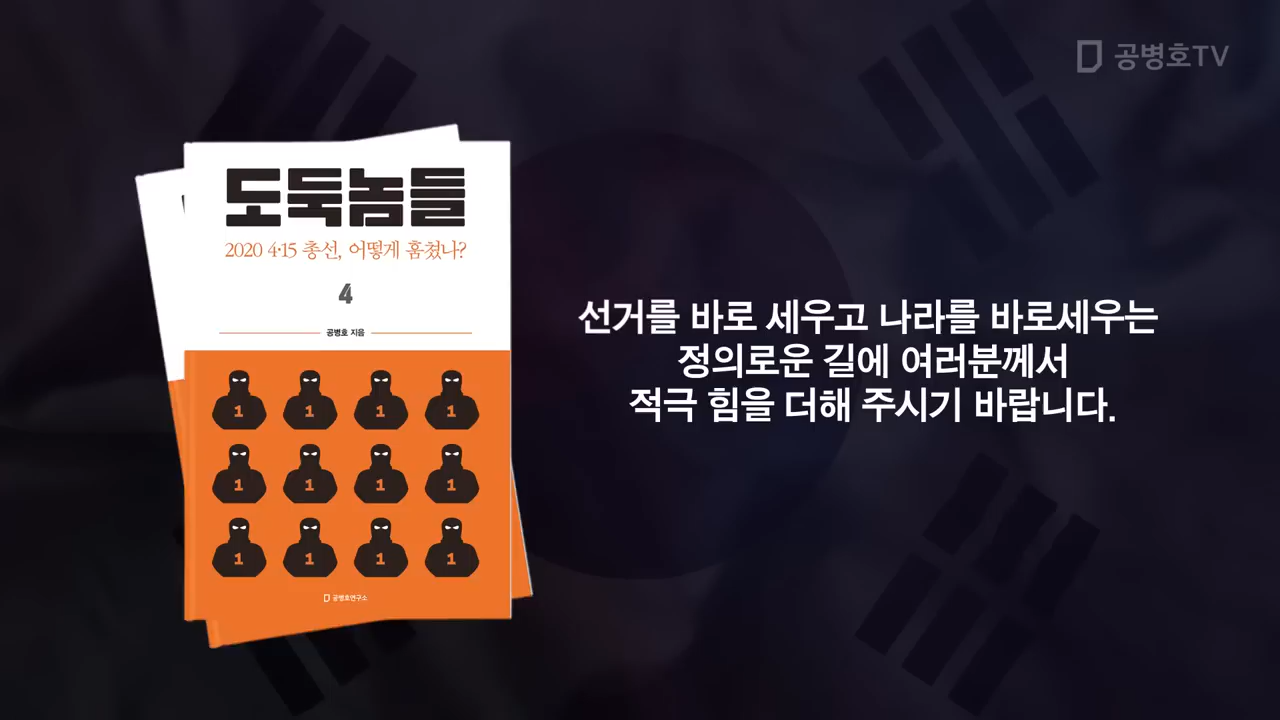 공병호TV
도둑놈들
2020 4·15 총선, 어떻게 훔쳤나?
4
공병호 지음
1 1 1 1
1 1 1 1
1 1 1 1
공병호연구소
선거를 바로 세우고 나라를 바로세우는
정의로운 길에 여러분께서
적극 힘을 더해 주시기 바랍니다.